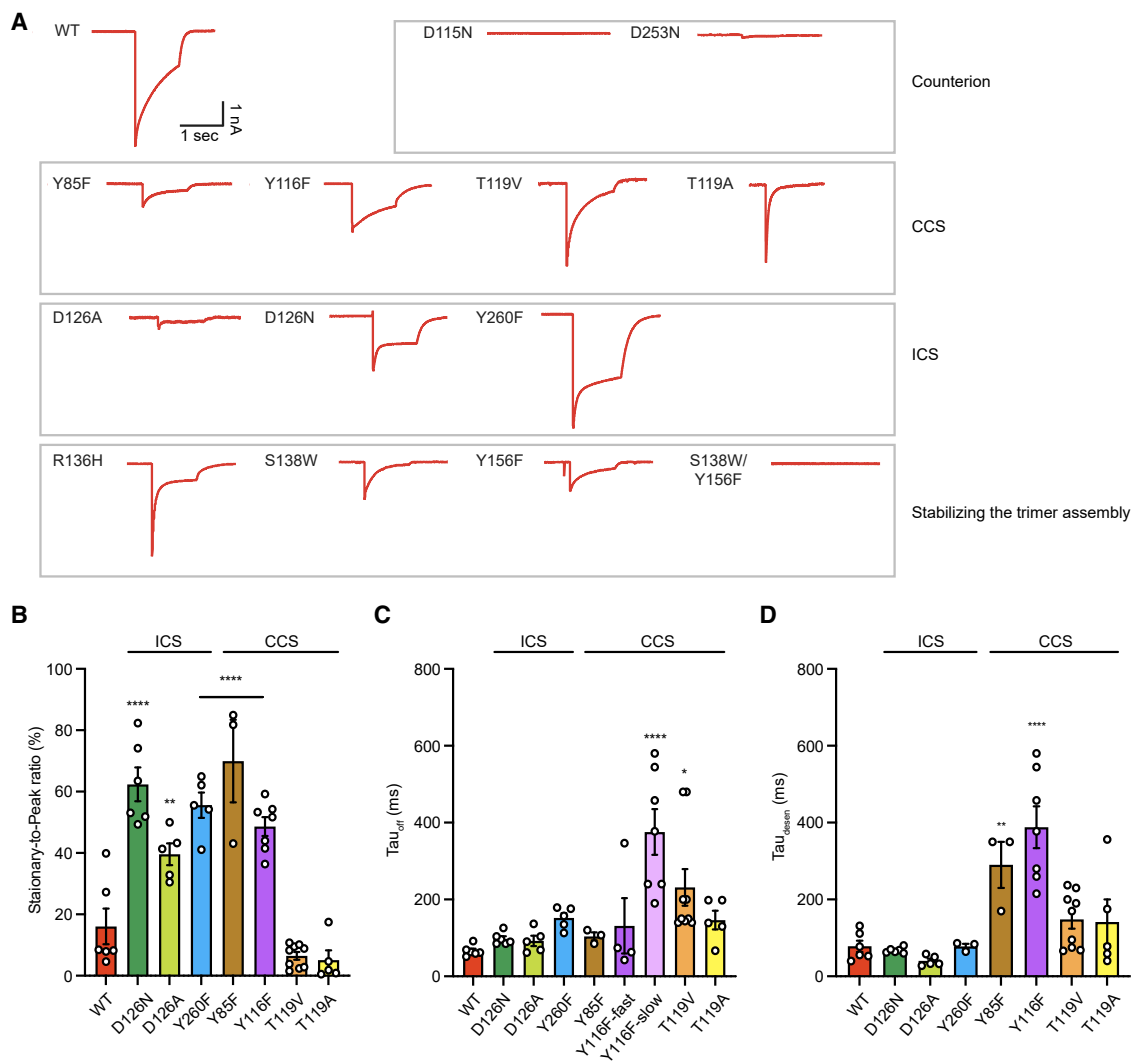 A
WT
1 nA
1 sec
D115N
D253N
Counterion
Y85F
Y116F
T119V
T119A
CCS
D126A
D126N
Y260F
ICS
R136H
S138W
Y156F
S138W/
Y156F
Stabilizing the trimer assembly
B
ICS
CCS
Staionary-to-Peak ratio (%)
100
80
60
40
20
0
****
**
****
WT
D126N
D126A
Y260F
Y85F
Y116F
T119V
T119A
C
ICS
CCS
Tauoff (ms)
800
600
400
200
0
****
*
WT
D126N
D126A
Y260F
Y85F
Y116F-fast
Y116F-slow
T119V
T119A
D
ICS
CCS
Taudesen (ms)
800
600
400
200
0
**
****
WT
D126N
D126A
Y260F
Y85F
Y116F
T119V
T119A